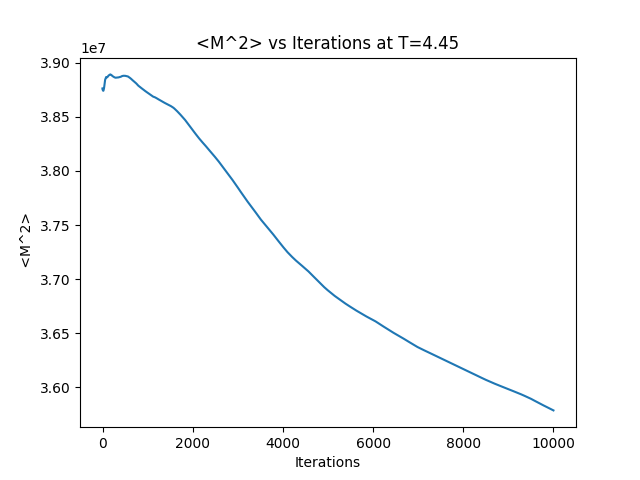 <M^2> vs Iterations at T=4.45
1e7
3.90
3.85
3.80
3.75
3.70
3.65
3.60
<M^2>
0 2000 4000 6000 8000 10000
Iterations